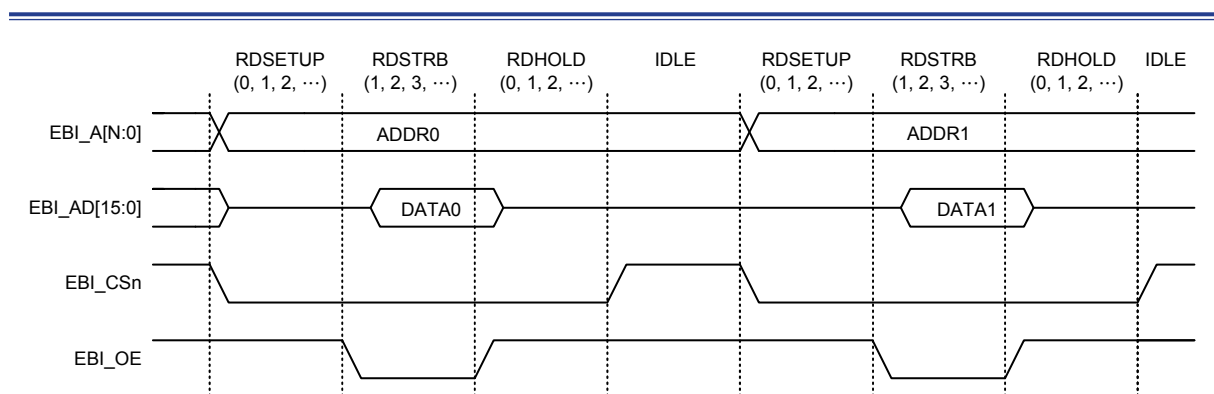 RDSETUP RDSTRB RDHOLD IDLE RDSETUP RDSTRB RDHOLD IDLE
(0, 1, 2, ⋯) (1, 2, 3, ⋯) (0, 1, 2, ⋯) (0, 1, 2, ⋯) (1, 2, 3, ⋯) (0, 1, 2, ⋯)
EBI_A[N:0] ADDR0 ADDR1
EBI_AD[15:0] DATA0 DATA1
EBI_CSn
EBI_OE